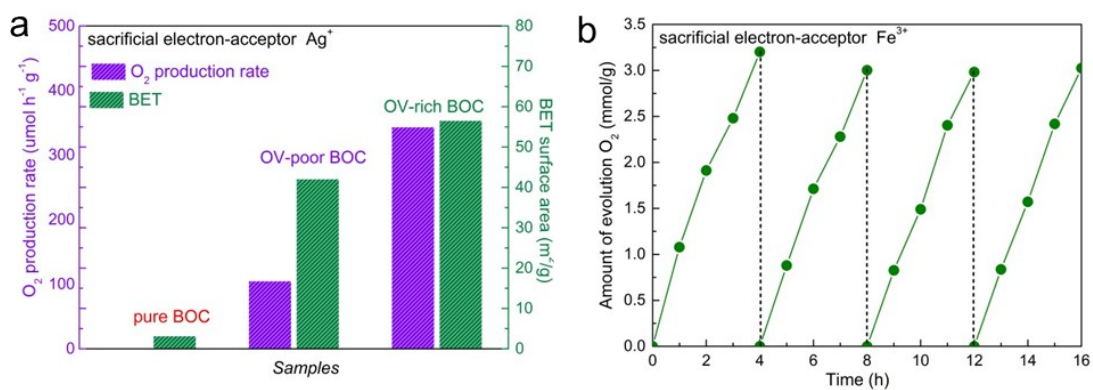 a
sacrificial electron-acceptor Ag⁺
O₂ production rate
BET
OV-rich BOC
OV-poor BOC
pure BOC
O₂ production rate (umol h⁻¹ g⁻¹)
500
400
300
200
100
0
BET surface area (m²/g)
80
70
60
50
40
30
20
10
0
Samples
b
sacrificial electron-acceptor Fe³⁺
Amount of evolution O₂ (mmol/g)
3.5
3.0
2.5
2.0
1.5
1.0
0.5
0.0
0 2 4 6 8 10 12 14 16
Time (h)